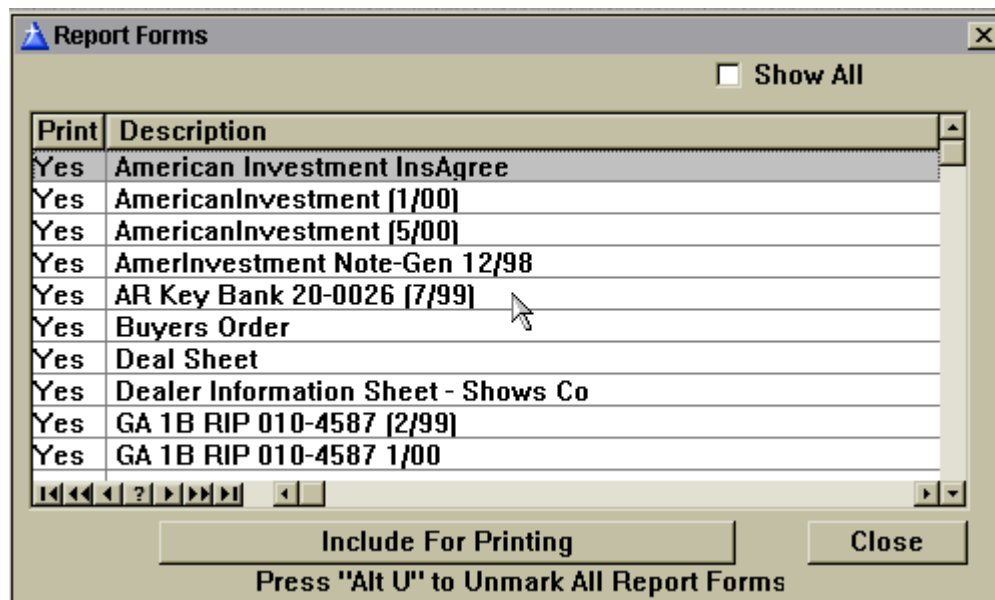 Report Forms
Show All
Print Description
Yes American Investment InsAgree
Yes AmericanInvestment (1/00)
Yes AmericanInvestment (5/00)
Yes AmerInvestment Note-Gen 12/98
Yes AR Key Bank 20-0026 (7/99)
Yes Buyers Order
Yes Deal Sheet
Yes Dealer Information Sheet - Shows Co
Yes GA 1B RIP 010-4587 (2/99)
Yes GA 1B RIP 010-4587 1/00
?
Include For Printing Close
Press "Alt U" to Unmark All Report Forms